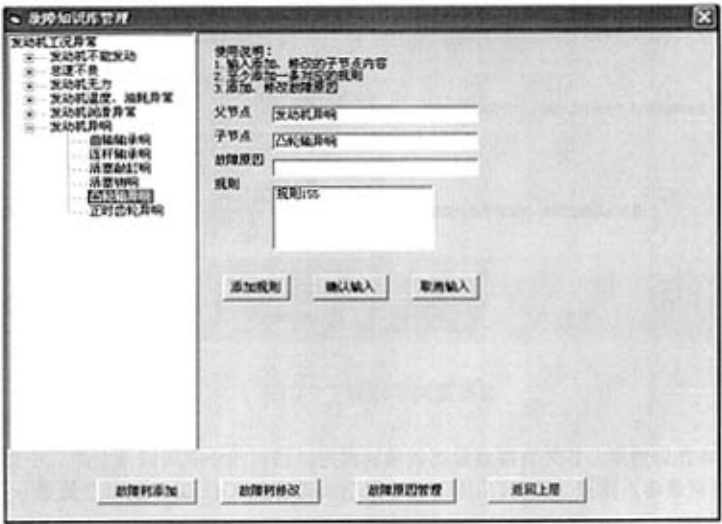 故障知识库管理
发动机工况异常
发动机不能发动
怠速不良
发动机无力
发动机温度、油耗异常
发动机润滑异常
发动机异响
曲轴轴承响
连杆轴承响
活塞敲缸响
活塞销响
凸轮轴异响
正时齿轮异响
使用说明:
1.输入添加、修改的子节点内容
2.至少添加一条对应的规则
3.添加、修改故障原因
父节点 发动机异响
子节点 凸轮轴异响
故障原因
规则
规则155
添加规则 确认输入 取消输入
故障树添加 故障树修改 故障原因管理 返回上层